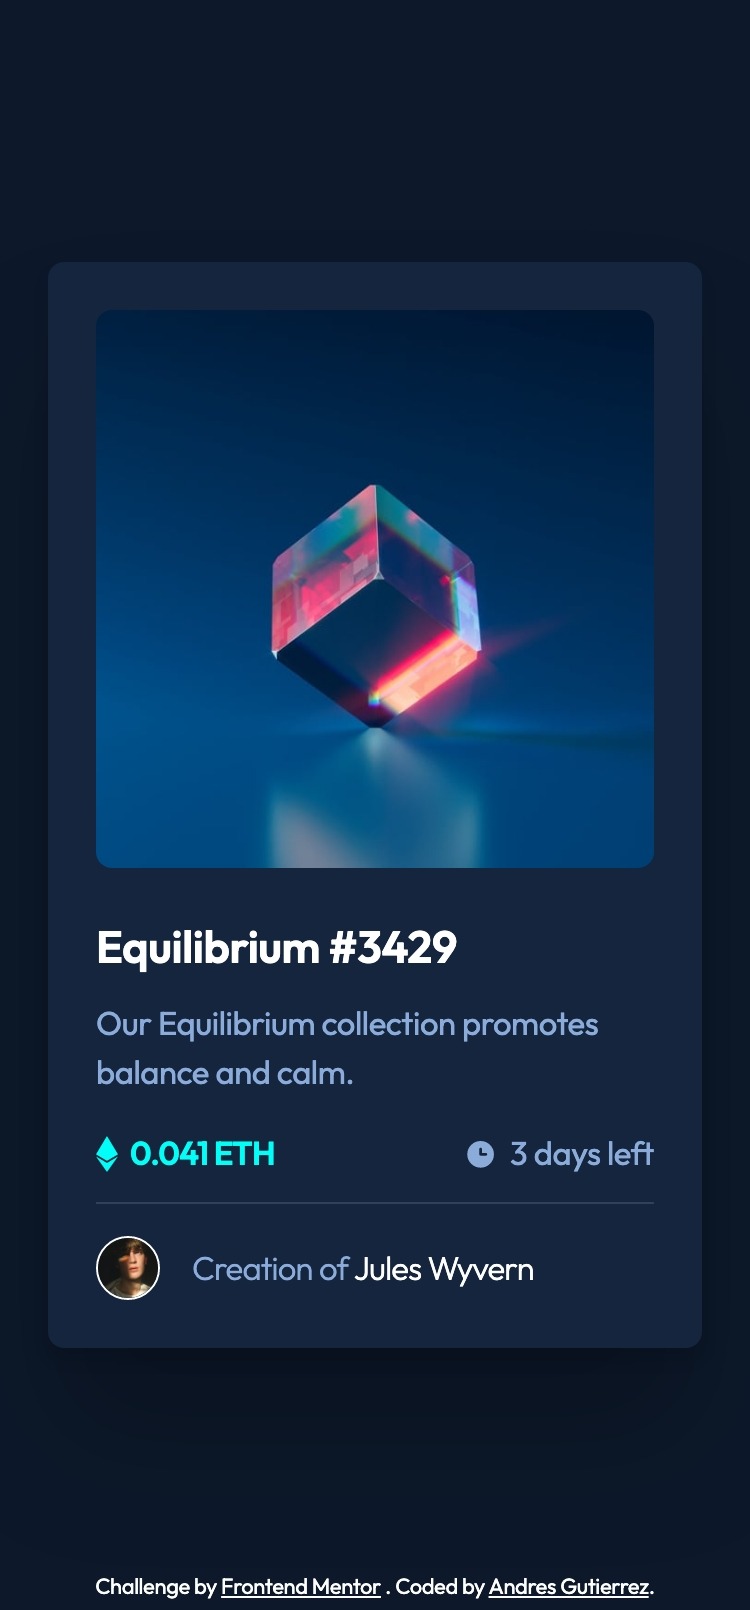 Equilibrium #3429
Our Equilibrium collection promotes
balance and calm.
0.041 ETH
3 days left
Creation of Jules Wyvern
Challenge by Frontend Mentor . Coded by Andres Gutierrez.